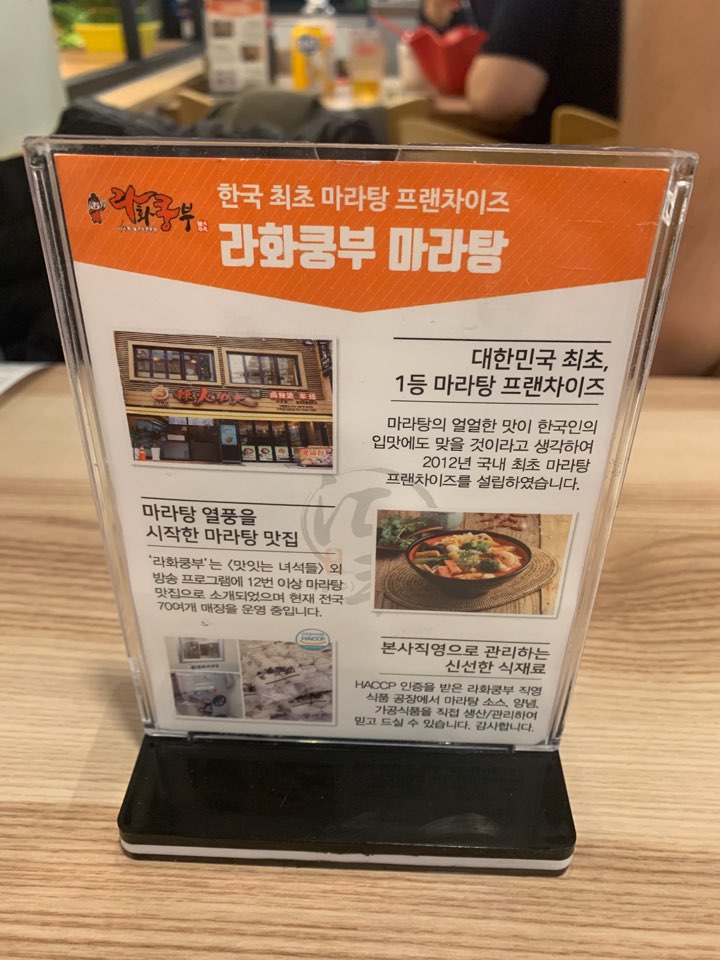 라화쿵부
한국 최초 마라탕 프랜차이즈
라화쿵부 마라탕
대한민국 최초,
1등 마라탕 프랜차이즈
마라탕의 얼얼한 맛이 한국인의
입맛에도 맞을 것이라고 생각하여
2012년 국내 최초 마라탕
프랜차이즈를 설립하였습니다.
마라탕 열풍을
시작한 마라탕 맛집
'라화쿵부'는 <맛있는 녀석들> 외
방송 프로그램에 12번 이상 마라탕
맛집으로 소개되었으며 현재 전국
70여개 매장을 운영 중입니다.
HACCP
본사직영으로 관리하는
신선한 식재료
HACCP 인증을 받은 라화쿵부 직영
식품 공장에서 마라탕 소스, 양념,
가공식품을 직접 생산/관리하여
믿고 드실 수 있습니다. 감사합니다.